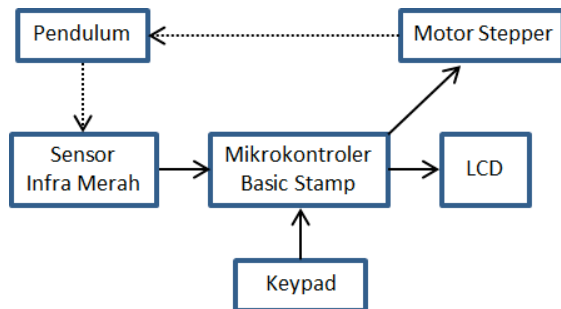 Pendulum
Motor Stepper
Sensor
Infra Merah
Mikrokontroler
Basic Stamp
LCD
Keypad